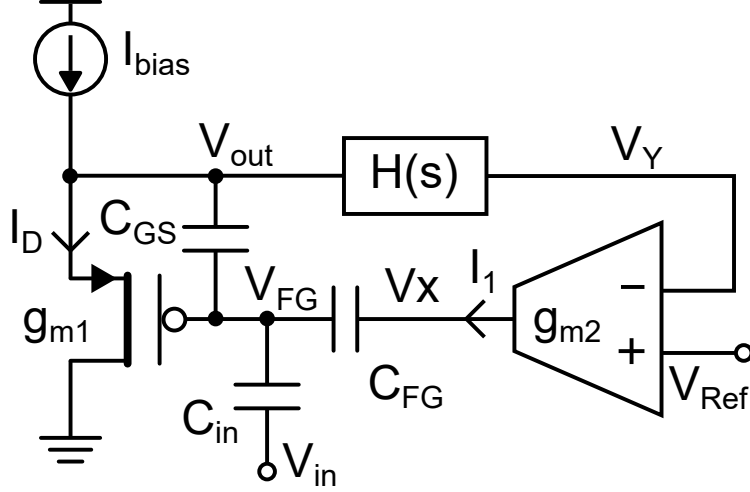 I_bias
V_out
H(s)
V_Y
C_GS
I_D
V_FG
Vx
I_1
g_m1
g_m2
−
+
C_FG
V_Ref
C_in
V_in